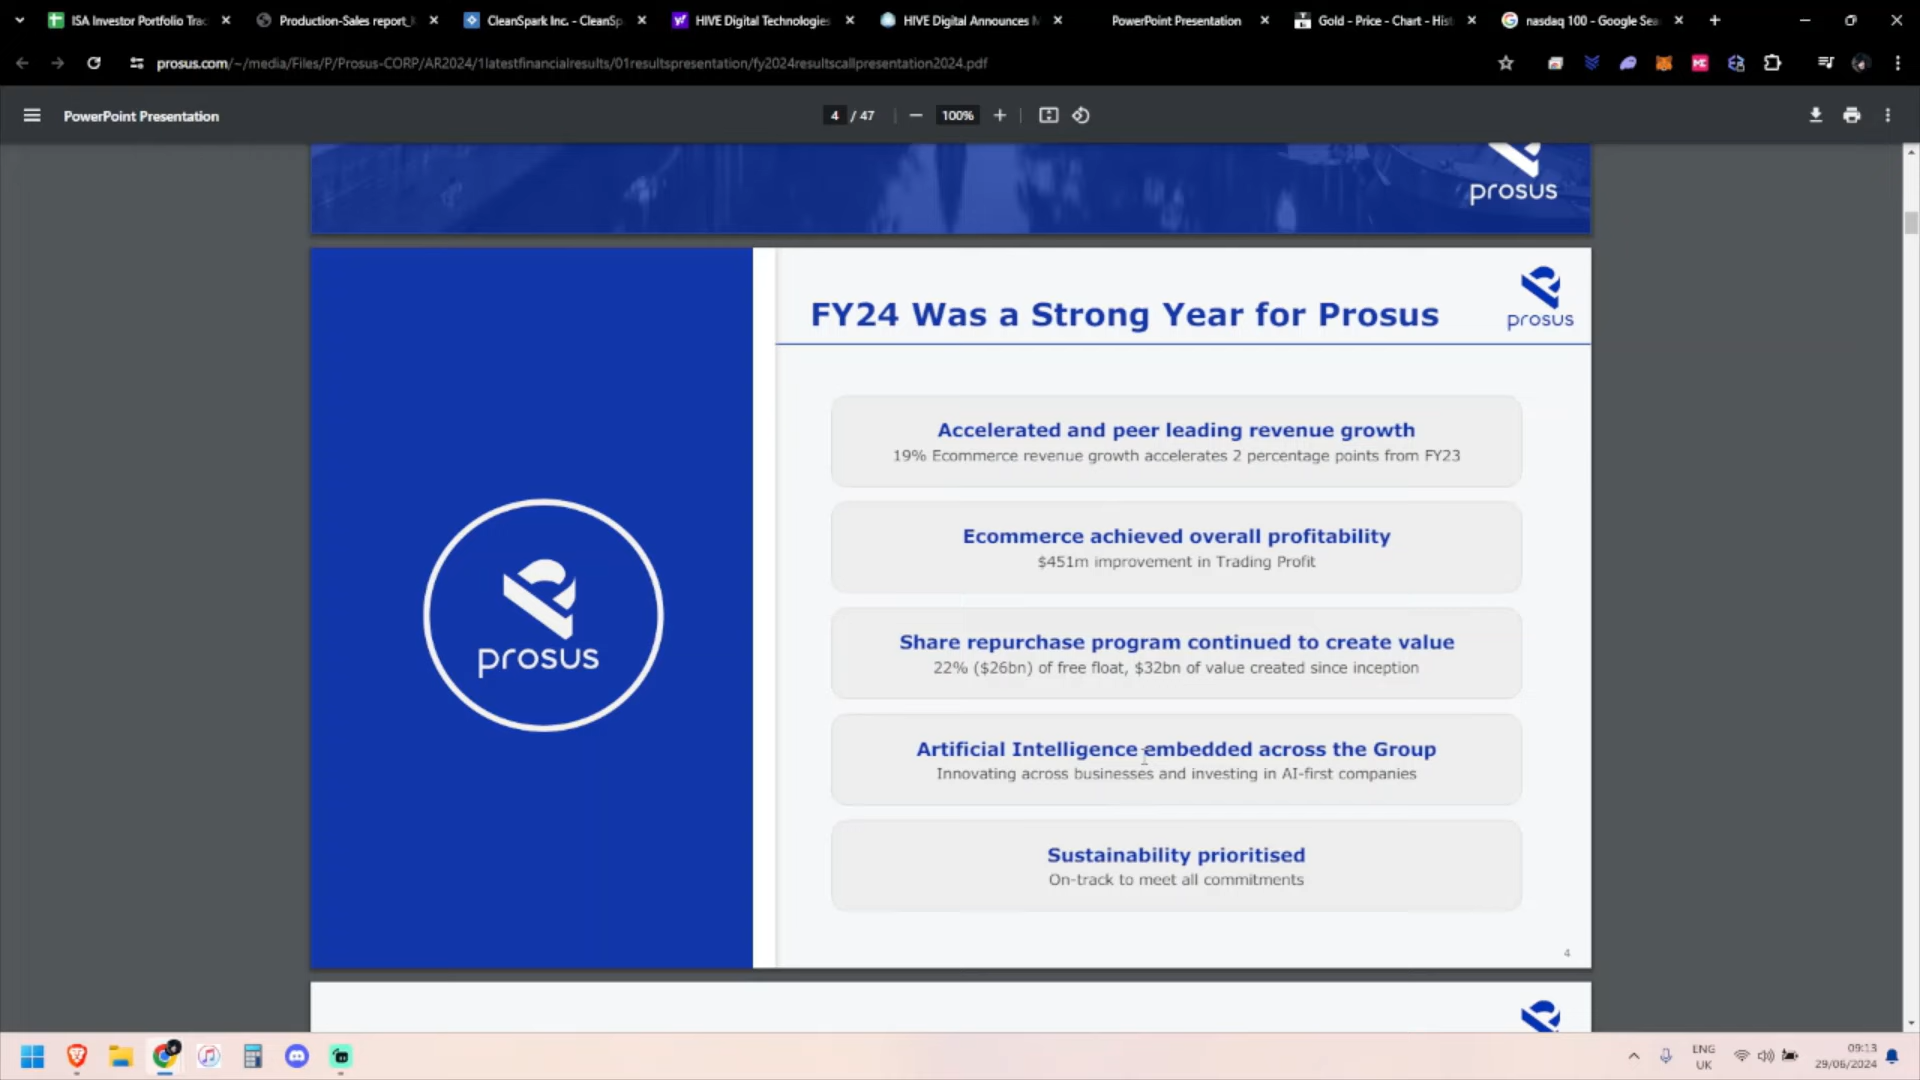 ISA Investor Portfolio Trac
Production-Sales report_
CleanSpark Inc. - CleanSp
HIVE Digital Technologies
HIVE Digital Announces
PowerPoint Presentation
Gold - Price - Chart - Hist
nasdaq 100 - Google Sea
prosus.com/~/media/Files/P/Prosus-CORP/AR2024/1latestfinancialresults/01resultspresentation/fy2024resultscallpresentation2024.pdf
PowerPoint Presentation
4 / 47
100%
prosus
FY24 Was a Strong Year for Prosus
prosus
Accelerated and peer leading revenue growth
19% Ecommerce revenue growth accelerates 2 percentage points from FY23
Ecommerce achieved overall profitability
$451m improvement in Trading Profit
prosus
Share repurchase program continued to create value
22% ($26bn) of free float, $32bn of value created since inception
Artificial Intelligence embedded across the Group
Innovating across businesses and investing in AI-first companies
Sustainability prioritised
On-track to meet all commitments
4
ENG
UK
09:13
29/06/2024